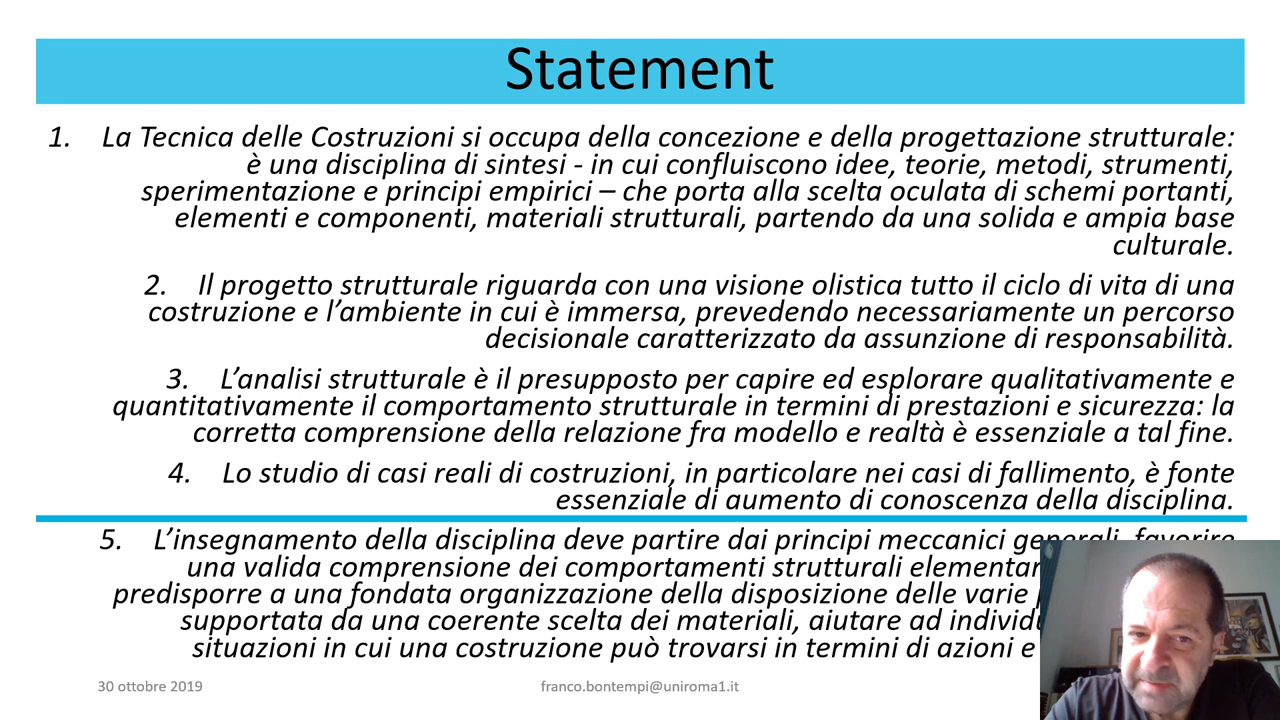 Statement
1. La Tecnica delle Costruzioni si occupa della concezione e della progettazione strutturale:
è una disciplina di sintesi - in cui confluiscono idee, teorie, metodi, strumenti,
sperimentazione e principi empirici – che porta alla scelta oculata di schemi portanti,
elementi e componenti, materiali strutturali, partendo da una solida e ampia base
culturale.
2. Il progetto strutturale riguarda con una visione olistica tutto il ciclo di vita di una
costruzione e l’ambiente in cui è immersa, prevedendo necessariamente un percorso
decisionale caratterizzato da assunzione di responsabilità.
3. L’analisi strutturale è il presupposto per capire ed esplorare qualitativamente e
quantitativamente il comportamento strutturale in termini di prestazioni e sicurezza: la
corretta comprensione della relazione fra modello e realtà è essenziale a tal fine.
4. Lo studio di casi reali di costruzioni, in particolare nei casi di fallimento, è fonte
essenziale di aumento di conoscenza della disciplina.
5. L’insegnamento della disciplina deve partire dai principi meccanici generali, favorire
una valida comprensione dei comportamenti strutturali
predisporre a una fondata organizzazione della disposizione delle varie
supportata da una coerente scelta dei materiali, aiutare ad
situazioni in cui una costruzione può trovarsi in termini di azioni e
30 ottobre 2019
franco.bontempi@uniroma1.it